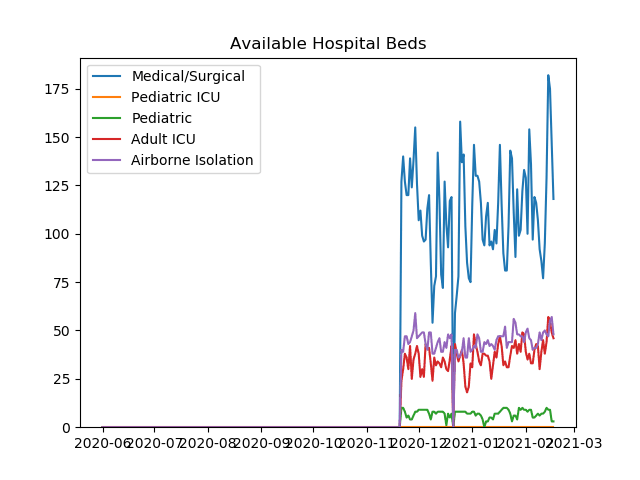 Available Hospital Beds
Medical/Surgical
Pediatric ICU
Pediatric
Adult ICU
Airborne Isolation
175
150
125
100
75
50
25
0
2020-06 2020-07 2020-08 2020-09 2020-10 2020-11 2020-12 2021-01 2021-02 2021-03